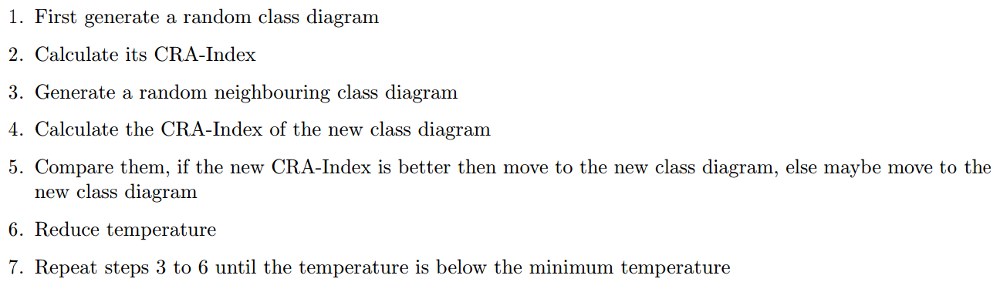 1. First generate a random class diagram
2. Calculate its CRA-Index
3. Generate a random neighbouring class diagram
4. Calculate the CRA-Index of the new class diagram
5. Compare them, if the new CRA-Index is better then move to the new class diagram, else maybe move to the
new class diagram
6. Reduce temperature
7. Repeat steps 3 to 6 until the temperature is below the minimum temperature